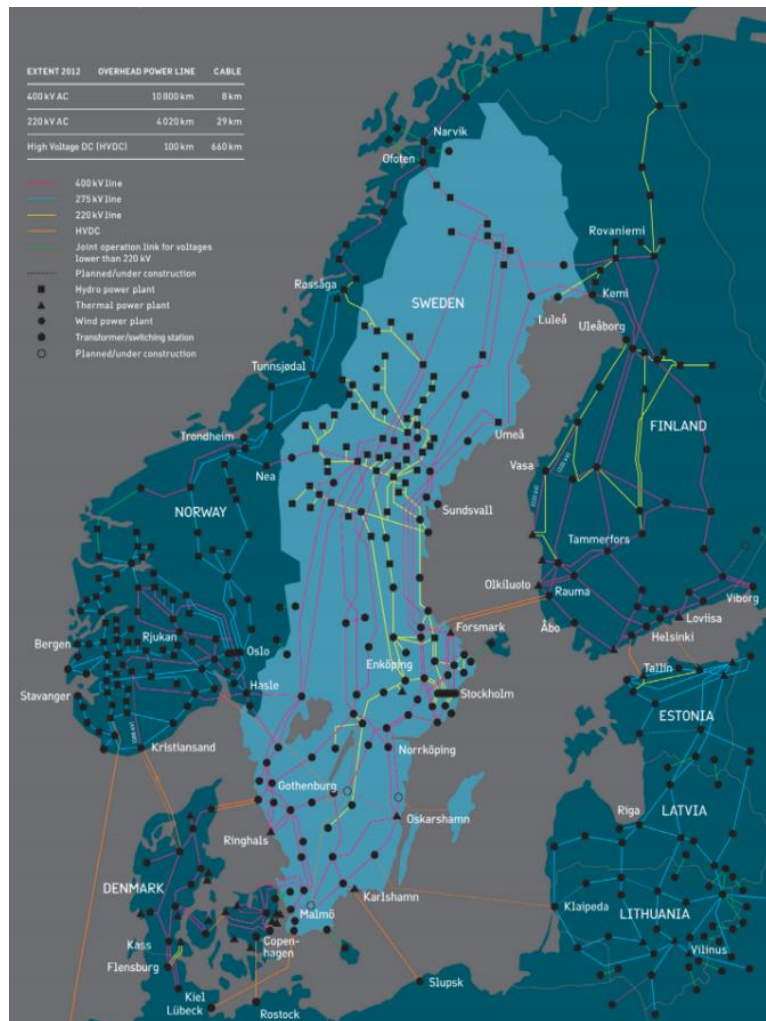 EXTENT 2012 OVERHEAD POWER LINE CABLE
400 kV AC 10 800 km 8 km
220 kV AC 4 020 km 29 km
High Voltage DC (HVDC) 100 km 660 km
400 kV line
275 kV line
220 kV line
HVDC
Joint operation link for voltages
lower than 220 kV
Planned/under construction
Hydro power plant
Thermal power plant
Wind power plant
Transformer/switching station
Planned/under construction
Narvik
Ofoten
Rovaniemi
Røssåga
SWEDEN
Kemi
Luleå
Uleåborg
Tunnsjødal
FINLAND
Trondheim
Umeå
Nea
Vasa
Sundsvall
NORWAY
Tammerfors
Olkiluoto
Rauma
Viborg
Loviisa
Forsmark
Åbo
Helsinki
Rjukan
Bergen
Oslo
Enköping
Tallin
Hasle
Stavanger
Stockholm
ESTONIA
Kristiansand
Norrköping
Gothenburg
Riga
LATVIA
Oskarshamn
Ringhals
DENMARK
Karlshamn
Klaipeda
LITHUANIA
Malmö
Kass
Copen-
hagen
Vilnus
Flensburg
Kiel
Slupsk
Lübeck
Rostock